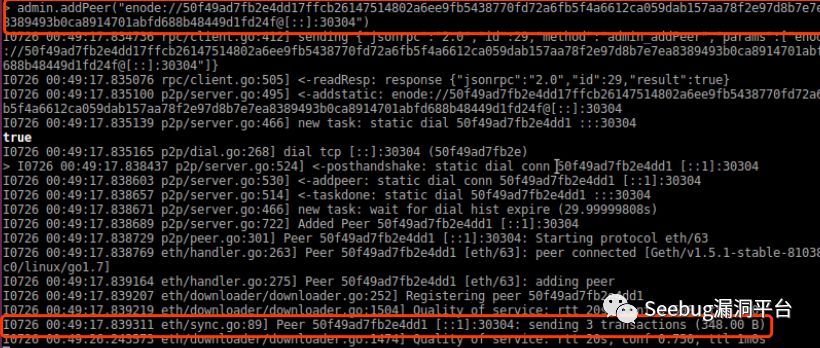 > admin.addPeer("enode://50f49ad7fb2e4dd17ffcb26147514802a6ee9fb5438770fd72a6fb5f4a6612ca059dab157aa78f2e97d8b7e7ea
8389493b0ca8914701abfd688b48449d1fd24f@[::]:30304")
I0726 00:49:17.834736 rpc/client.go:412] sending {"jsonrpc":"2.0","id":29,"method":"admin_addPeer","params":["enode
://50f49ad7fb2e4dd17ffcb26147514802a6ee9fb5438770fd72a6fb5f4a6612ca059dab157aa78f2e97d8b7e7ea8389493b0ca8914701abfd
688b48449d1fd24f@[::]:30304"]}
I0726 00:49:17.835076 rpc/client.go:505] <-readResp: response {"jsonrpc":"2.0","id":29,"result":true}
I0726 00:49:17.835100 p2p/server.go:495] <-addstatic: enode://50f49ad7fb2e4dd17ffcb26147514802a6ee9fb5438770fd72a6f
b5f4a6612ca059dab157aa78f2e97d8b7e7ea8389493b0ca8914701abfd688b48449d1fd24f@[::]:30304
I0726 00:49:17.835139 p2p/server.go:466] new task: static dial 50f49ad7fb2e4dd1 :::30304
true
I0726 00:49:17.835165 p2p/dial.go:268] dial tcp [::]:30304 (50f49ad7fb2e)
> I0726 00:49:17.838437 p2p/server.go:524] <-posthandshake: static dial conn 50f49ad7fb2e4dd1 [::1]:30304
I0726 00:49:17.838603 p2p/server.go:530] <-addpeer: static dial conn 50f49ad7fb2e4dd1 [::1]:30304
I0726 00:49:17.838657 p2p/server.go:514] <-taskdone: static dial 50f49ad7fb2e4dd1 :::30304
I0726 00:49:17.838671 p2p/server.go:466] new task: wait for dial hist expire (29.99999808s)
I0726 00:49:17.838689 p2p/server.go:722] Added Peer 50f49ad7fb2e4dd1 [::1]:30304
I0726 00:49:17.838729 p2p/peer.go:301] Peer 50f49ad7fb2e4dd1 [::1]:30304: Starting protocol eth/63
I0726 00:49:17.838769 eth/handler.go:263] Peer 50f49ad7fb2e4dd1 [eth/63]: peer connected [Geth/v1.5.1-stable-81038
c0/linux/go1.7]
I0726 00:49:17.839164 eth/handler.go:275] Peer 50f49ad7fb2e4dd1 [eth/63]: adding peer
I0726 00:49:17.839207 eth/downloader/downloader.go:252] Registering peer 50f49ad7fb2e4dd1
I0726 00:49:17.839219 eth/downloader/downloader.go:1504] Quality of service: rtt 20s,
I0726 00:49:17.839311 eth/sync.go:89] Peer 50f49ad7fb2e4dd1 [::1]:30304: sending 3 transactions (348.00 B)
I0726 00:49:26.243573 eth/downloader/downloader.go:1474] Quality of service: rtt 20s, conf 0.750, ttl 1m0s
Seebug漏洞平台